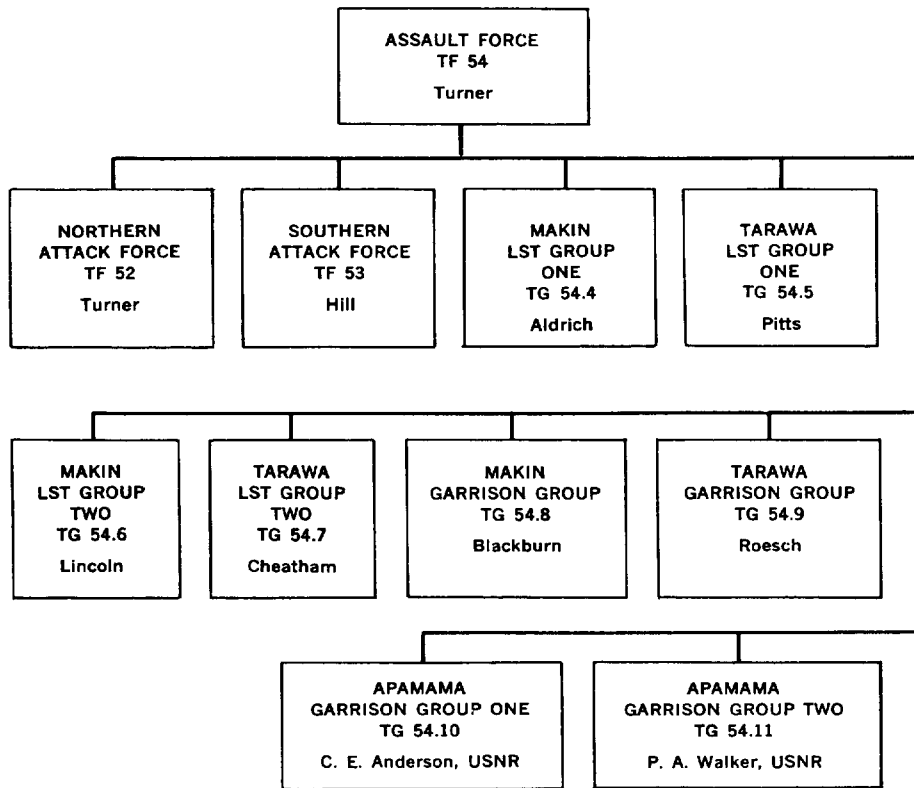 ASSAULT FORCE
TF 54
Turner
NORTHERN
ATTACK FORCE
TF 52
Turner
SOUTHERN
ATTACK FORCE
TF 53
Hill
MAKIN
LST GROUP
ONE
TG 54.4
Aldrich
TARAWA
LST GROUP
ONE
TG 54.5
Pitts
MAKIN
LST GROUP
TWO
TG 54.6
Lincoln
TARAWA
LST GROUP
TWO
TG 54.7
Cheatham
MAKIN
GARRISON GROUP
TG 54.8
Blackburn
TARAWA
GARRISON GROUP
TG 54.9
Roesch
APAMAMA
GARRISON GROUP ONE
TG 54.10
C. E. Anderson, USNR
APAMAMA
GARRISON GROUP TWO
TG 54.11
P. A. Walker, USNR